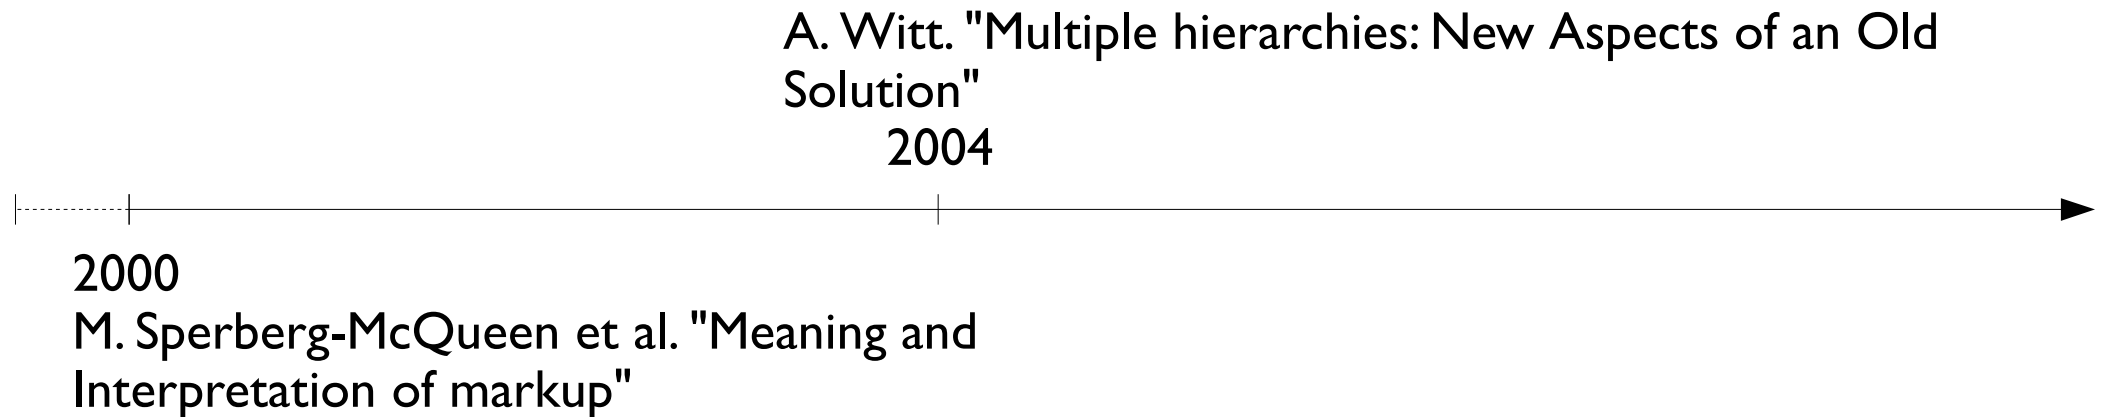 A. Witt. "Multiple hierarchies: New Aspects of an Old
Solution"
2004
2000
M. Sperberg-McQueen et al. "Meaning and
Interpretation of markup"